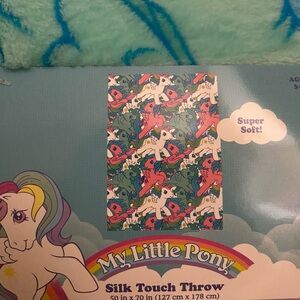 Super
Soft!
My Little Pony
Silk Touch Throw
50 in x 70 in (127 cm x 178 cm)